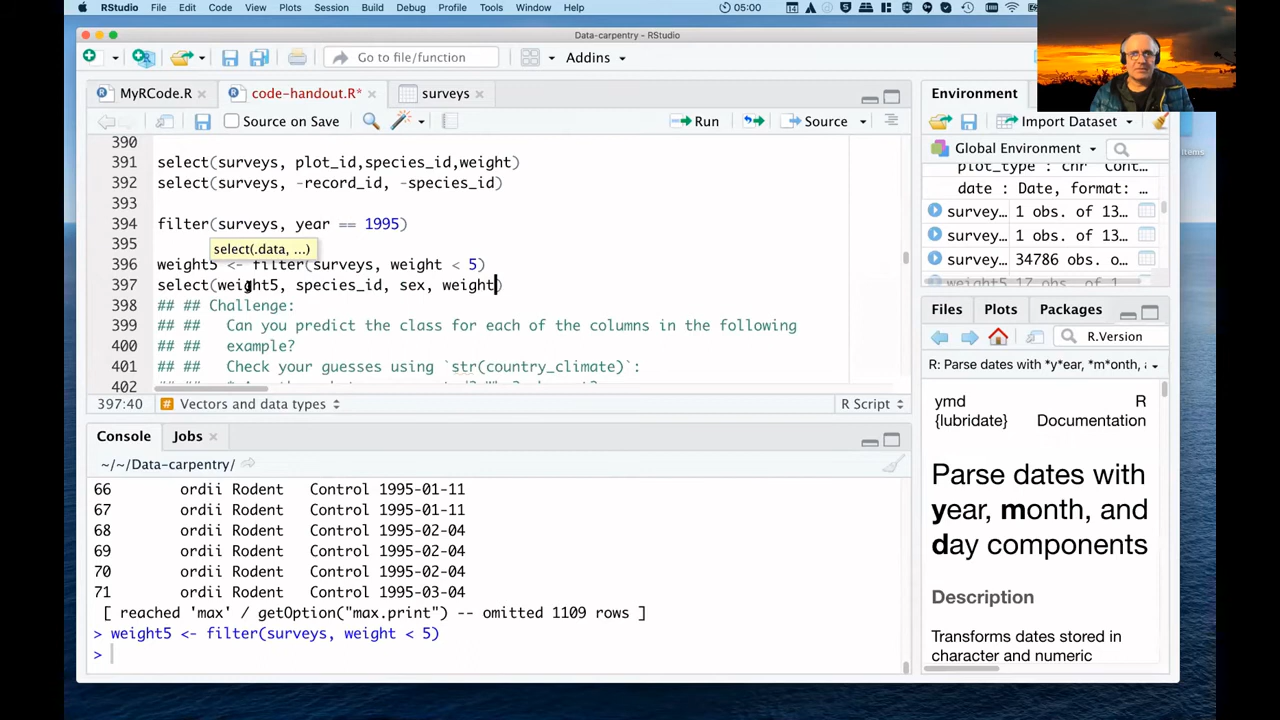 RStudio File Edit Code View Plots Session Build Debug Profile Tools Window Help 05:00
Data-carpentry - RStudio
Go to file/function Addins
MyRCode.R code-handout.R* surveys
Source on Save Run Source
390
391 select(surveys, plot_id,species_id,weight)
392 select(surveys, -record_id, -species_id)
393
394 filter(surveys, year == 1995)
395
select(.data, ...)
396 weight5 <- filter(surveys, weight < 5)
397 select(weight5, species_id, sex, weight)
398 ## ## Challenge:
399 ## ## Can you predict the class for each of the columns in the following
400 ## ## example?
401 ## ## Check your guesses using `str(country_climate)`:
402 ## ##
397:40 Vectors and data types R Script
Console Jobs
~/~/Data-carpentry/
66 ordii Rodent Control 1995-01-11
67 ordii Rodent Control 1995-01-11
68 ordii Rodent Control 1995-02-04
69 ordii Rodent Control 1995-02-04
70 ordii Rodent Control 1995-02-04
71 ordii Rodent Control 1995-03-04
[ reached 'max' / getOption("max.print") -- omitted 1109 rows ]
> weight5 <- filter(surveys, weight < 5)
>
Environment
Import Dataset
Global Environment
plot_type : chr "Cont…
date : Date, format: …
survey… 1 obs. of 13…
survey… 1 obs. of 13…
survey… 34786 obs. o…
weight5 17 obs. of 1…
Files Plots Packages
R.Version
R: Parse dates with *y*ear, *m*onth,
ymd R
{lubridate} Documentation
Parse dates with
year, month, and
day components
Description
Transforms dates stored in
character and numeric